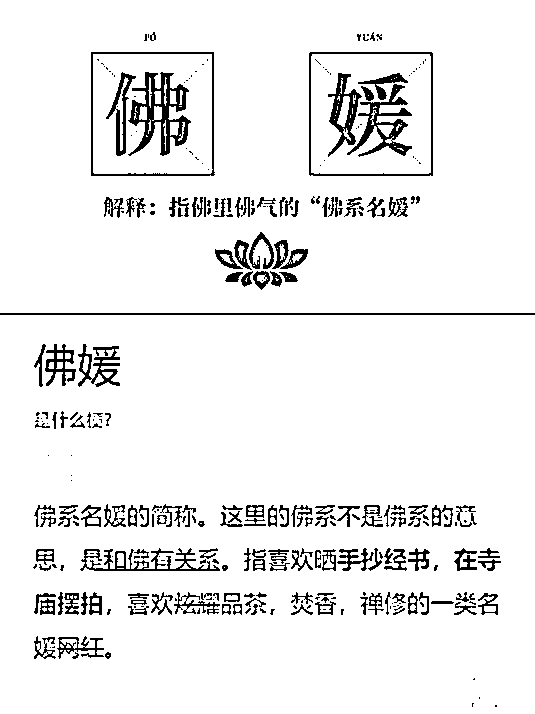 FÓ YUÁN
佛 媛
解释：指佛里佛气的“佛系名媛”
佛媛
是什么梗？
佛系名媛的简称。这里的佛系不是佛系的意
思，是和佛有关系。指喜欢晒手抄经书，在寺
庙摆拍，喜欢炫耀品茶，焚香，禅修的一类名
媛网红。